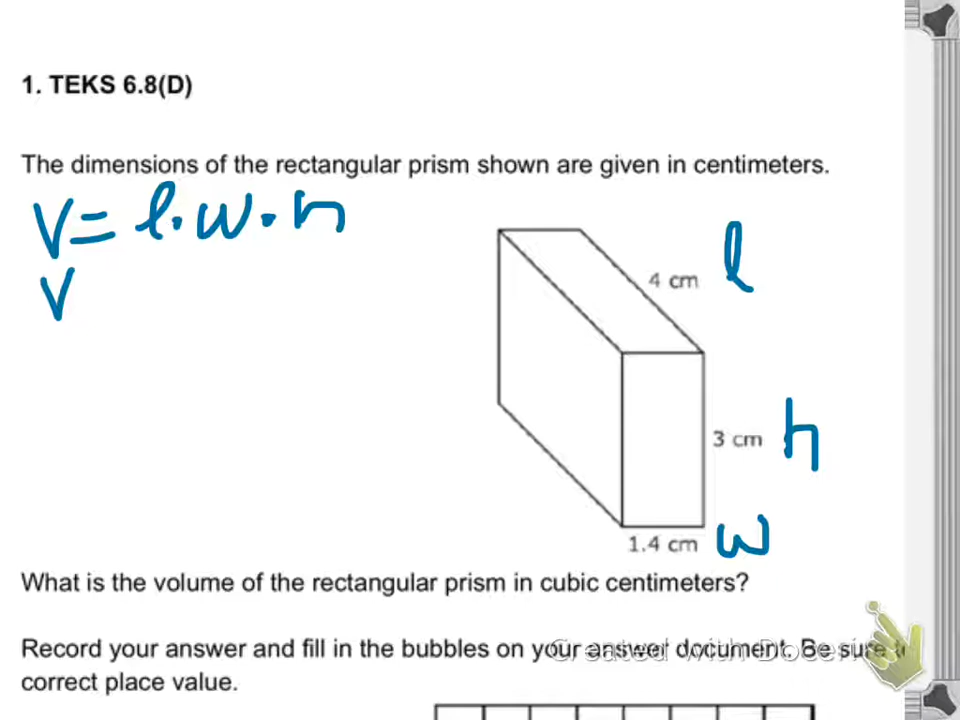 1. TEKS 6.8(D)
The dimensions of the rectangular prism shown are given in centimeters.
V = l · w · h
V
4 cm l
3 cm h
1.4 cm w
What is the volume of the rectangular prism in cubic centimeters?
Record your answer and fill in the bubbles on your answer document. Be sure
correct place value.
Created with